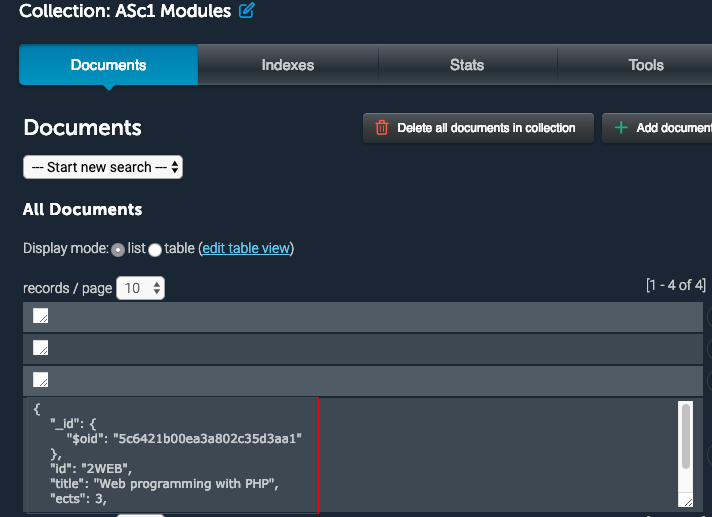 Collection: ASc1 Modules
Documents Indexes Stats Tools
Documents
Delete all documents in collection + Add document
--- Start new search ---
All Documents
Display mode: list table (edit table view)
records / page 10 [1 - 4 of 4]
{
"_id": {
"$oid": "5c6421b00ea3a802c35d3aa1"
},
"id": "2WEB",
"title": "Web programming with PHP",
"ects": 3,